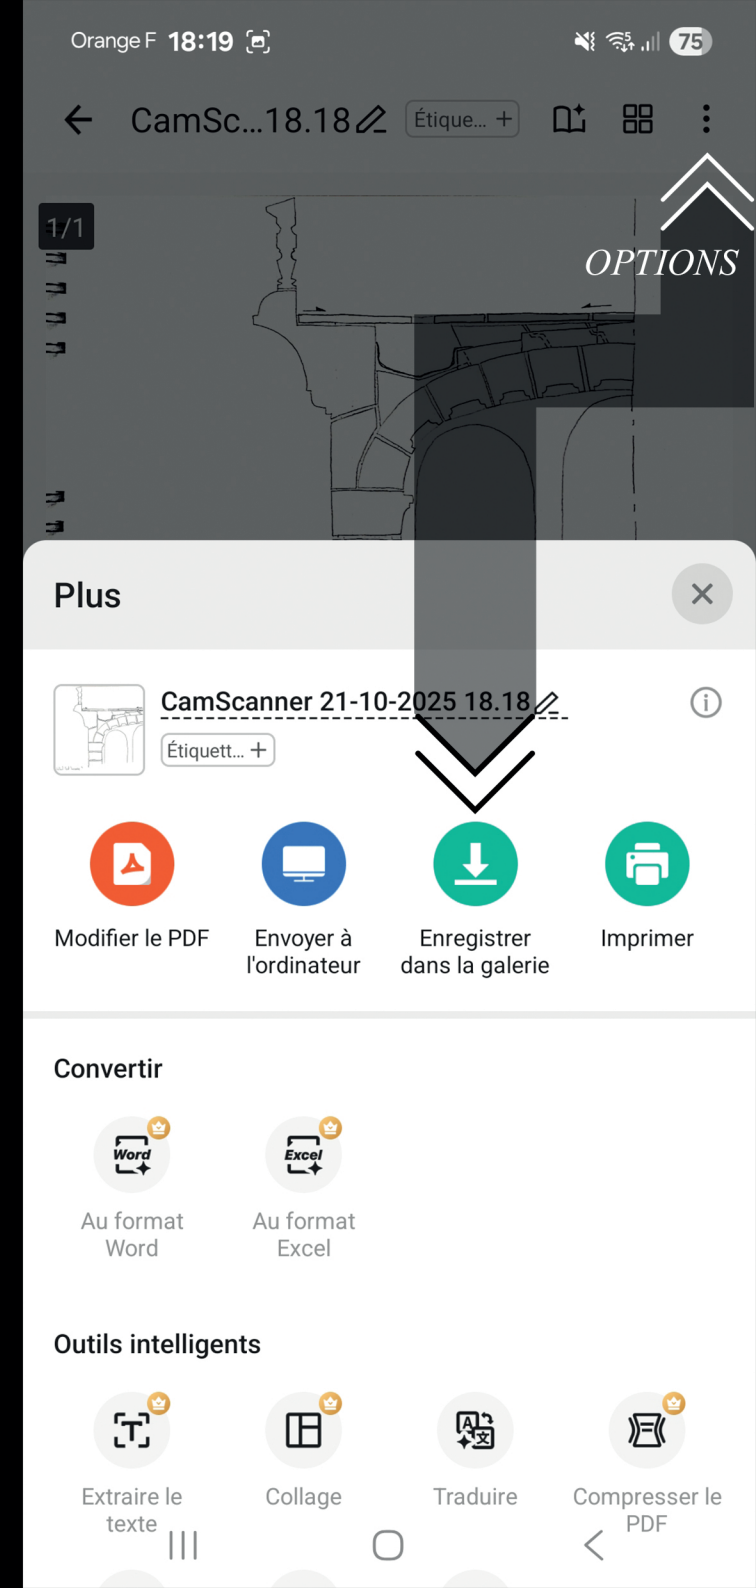 Orange F 18:19 75
CamSc...18.18 Étique... +
1/1
OPTIONS
Plus
CamScanner 21-10-2025 18.18
Étiquett... +
Modifier le PDF
Envoyer à
l'ordinateur
Enregistrer
dans la galerie
Imprimer
Convertir
Word
Au format
Word
Excel
Au format
Excel
Outils intelligents
Extraire le
texte
Collage
Traduire
Compresser le
PDF